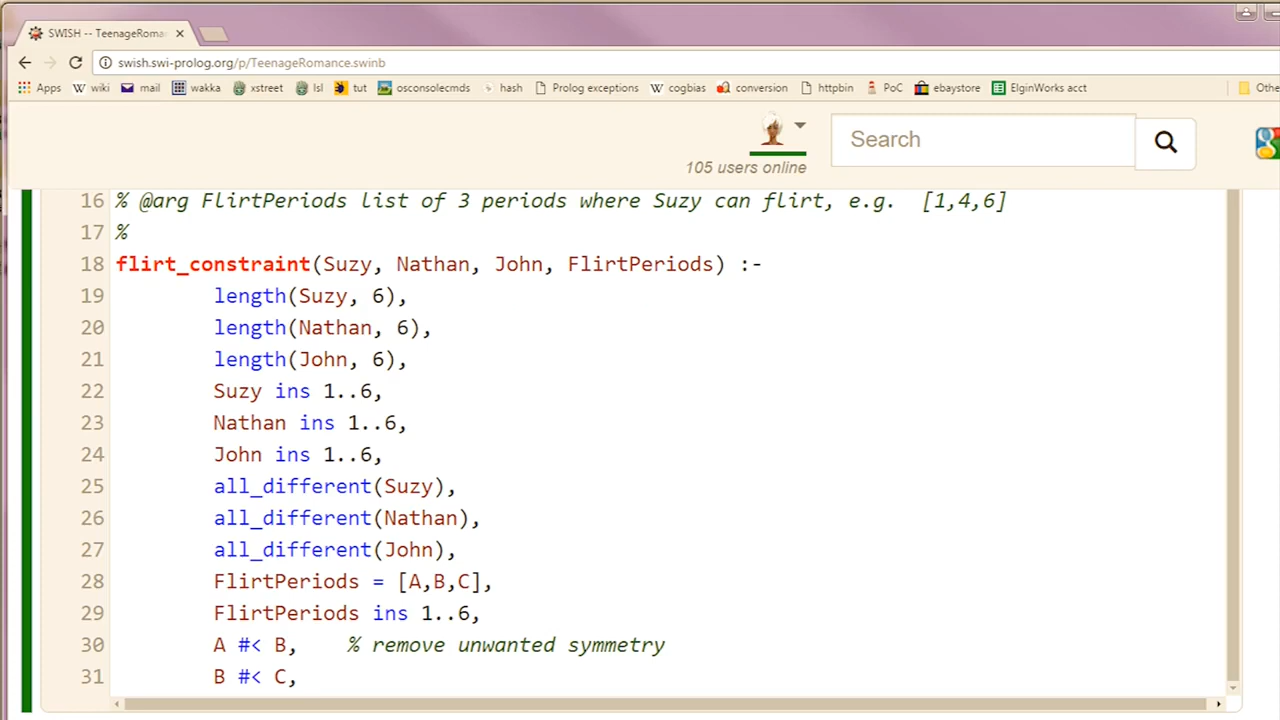 SWISH -- TeenageRoma
swish.swi-prolog.org/p/TeenageRomance.swinb
Apps wiki mail wakka xstreet lsl tut osconsolecmds hash Prolog exceptions cogbias conversion httpbin PoC ebaystore ElginWorks acct Othe
Search
105 users online
16 % @arg FlirtPeriods list of 3 periods where Suzy can flirt, e.g. [1,4,6]
17 %
18 flirt_constraint(Suzy, Nathan, John, FlirtPeriods) :-
19 length(Suzy, 6),
20 length(Nathan, 6),
21 length(John, 6),
22 Suzy ins 1..6,
23 Nathan ins 1..6,
24 John ins 1..6,
25 all_different(Suzy),
26 all_different(Nathan),
27 all_different(John),
28 FlirtPeriods = [A,B,C],
29 FlirtPeriods ins 1..6,
30 A #< B, % remove unwanted symmetry
31 B #< C,